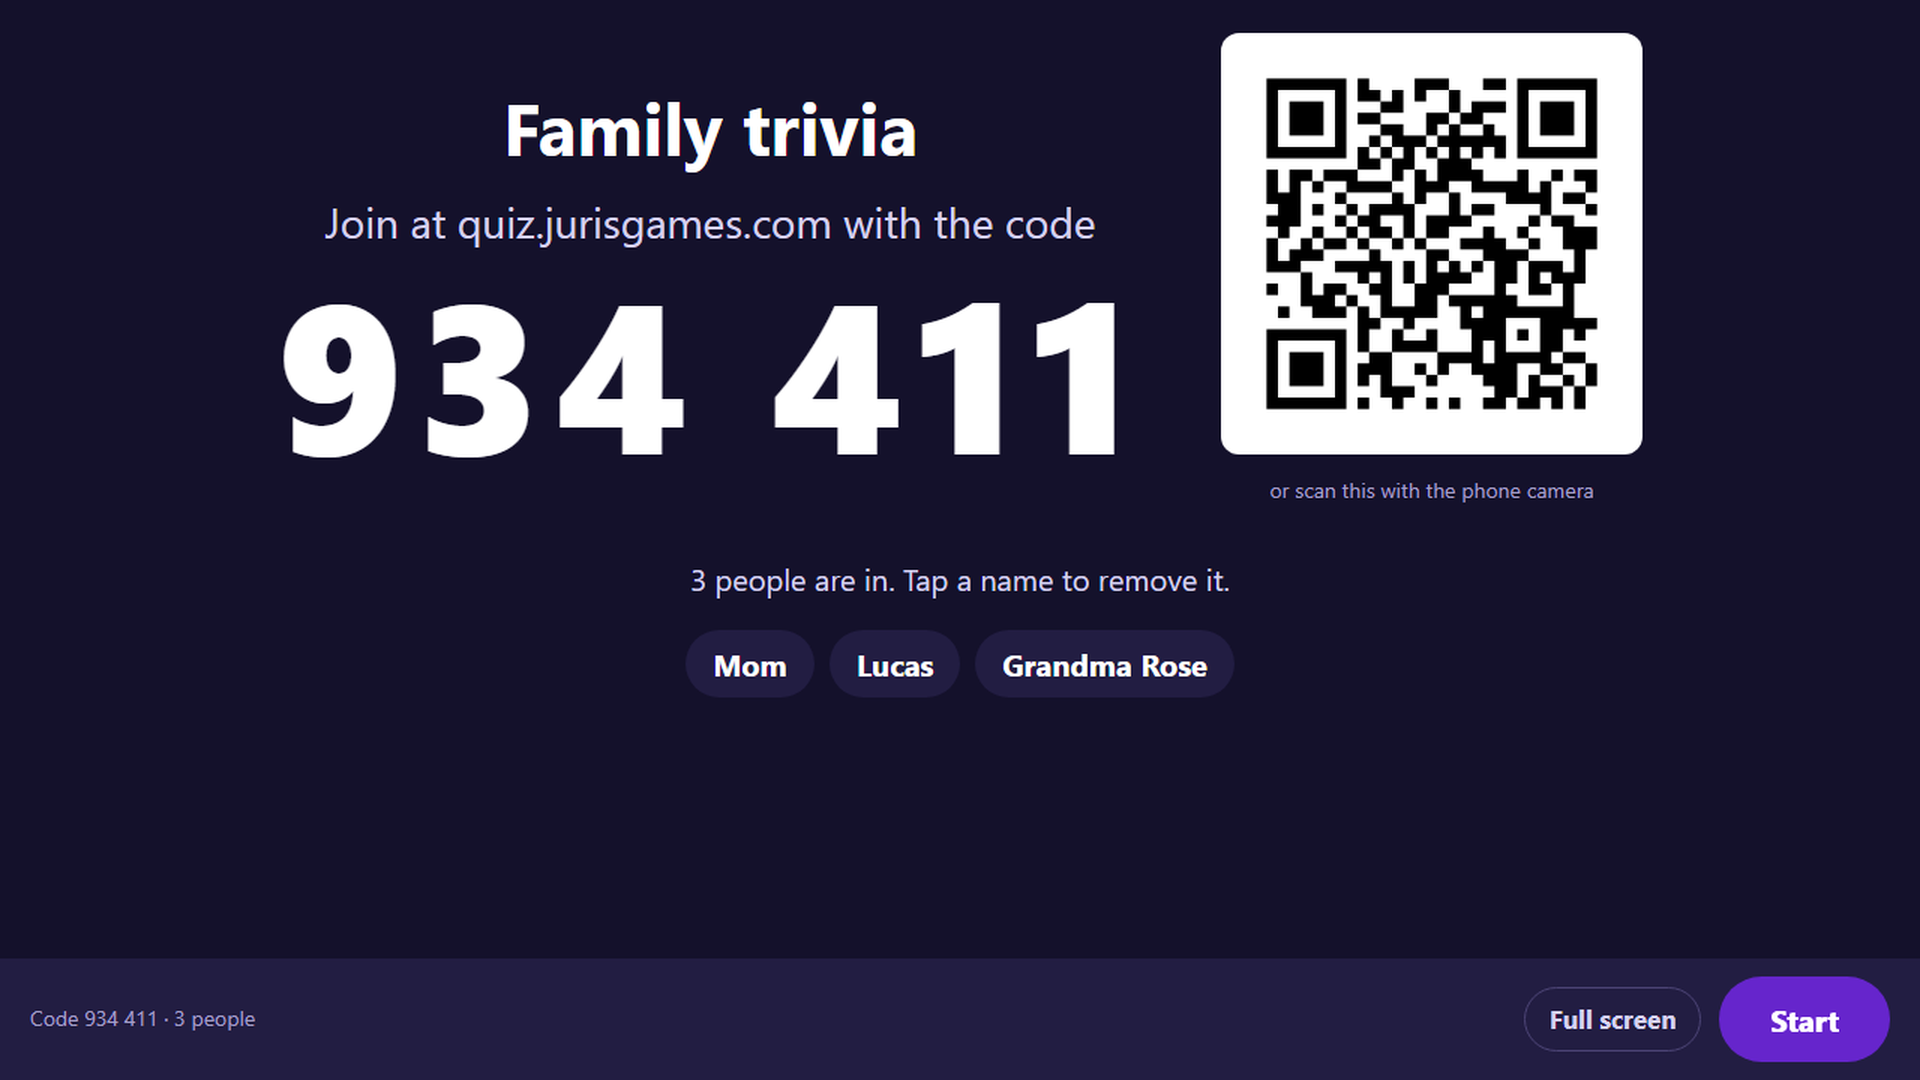 Family trivia
Join at quiz.jurisgames.com with the code
934 411
or scan this with the phone camera
3 people are in. Tap a name to remove it.
Mom
Lucas
Grandma Rose
Code 934 411 · 3 people
Full screen
Start